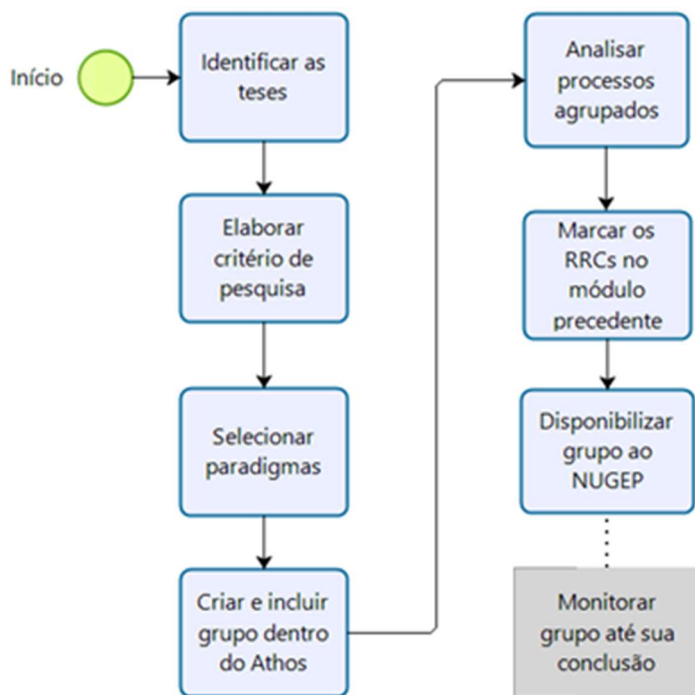 Início
Identificar as
teses
Elaborar
critério de
pesquisa
Selecionar
paradigmas
Criar e incluir
grupo dentro
do Athos
Analisar
processos
agrupados
Marcar os
RRCs no
módulo
precedente
Disponibilizar
grupo ao
NUGEP
Monitorar
grupo até sua
conclusão